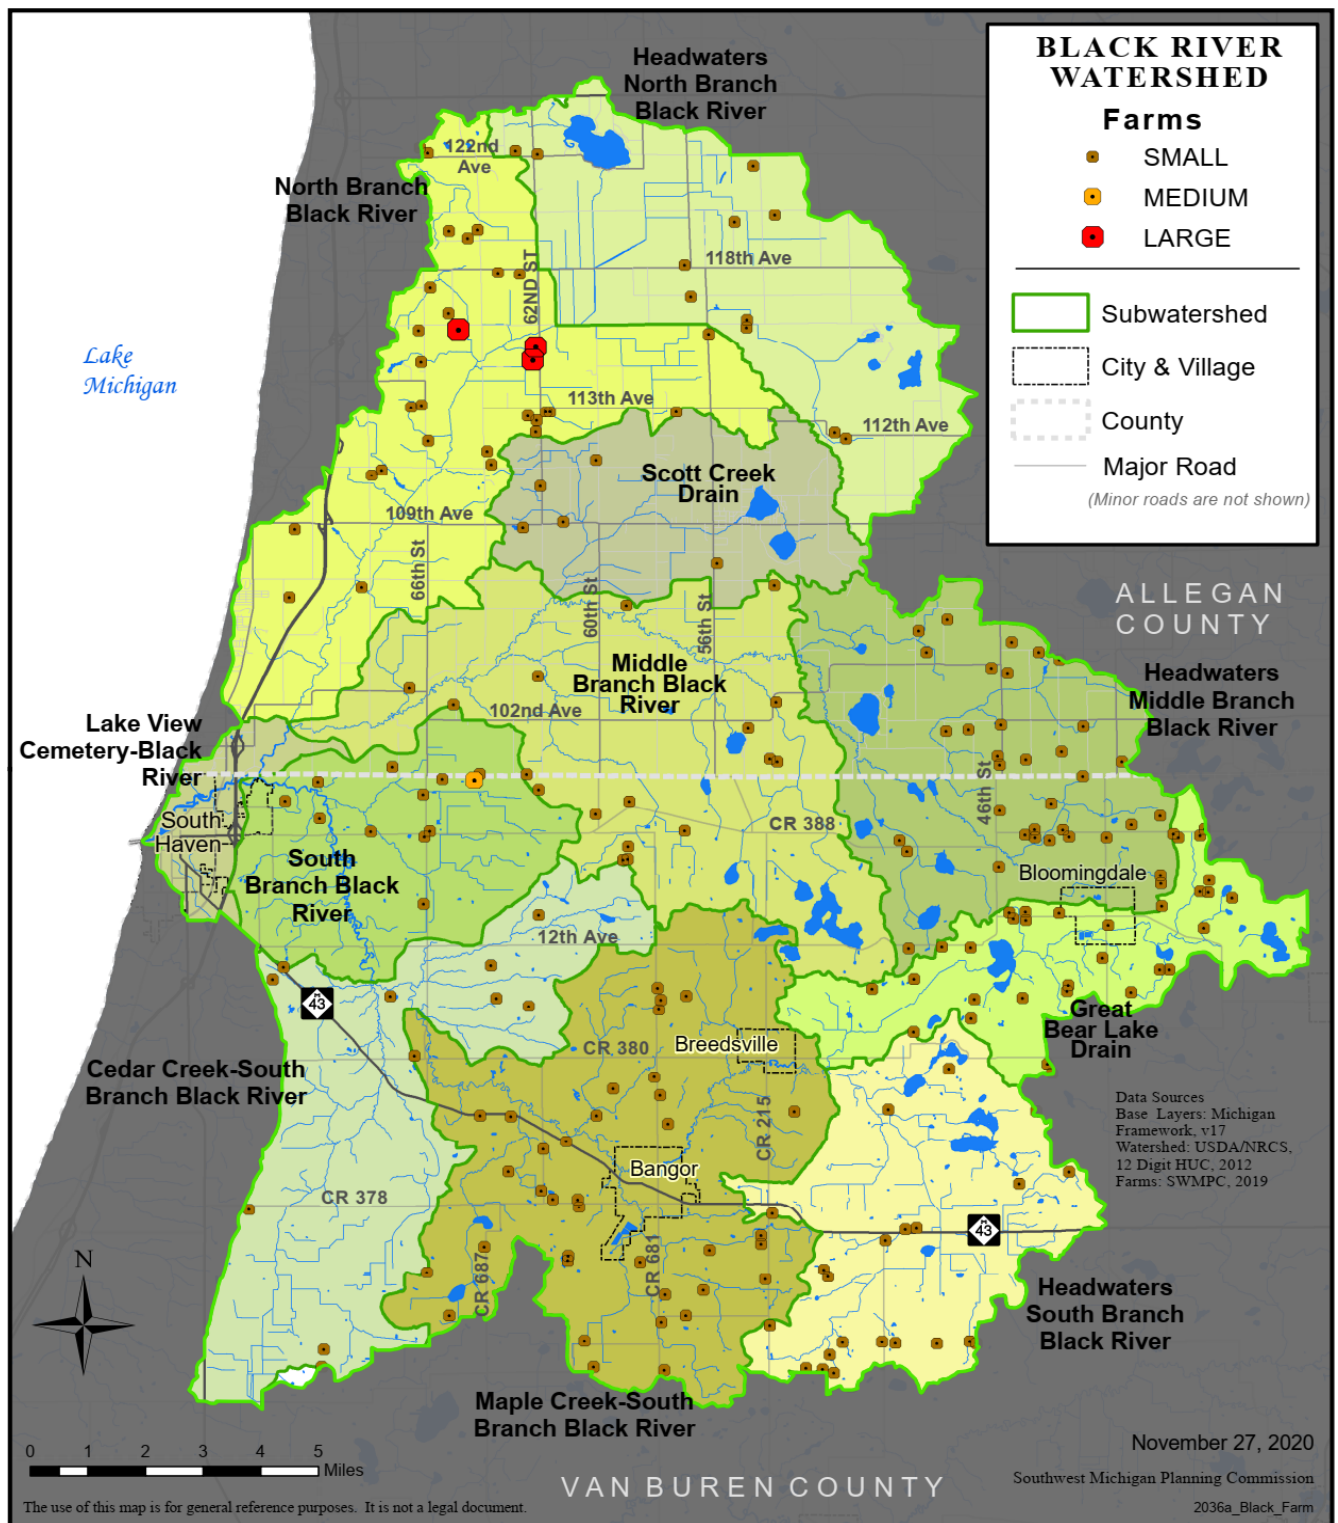 BLACK RIVER
WATERSHED
Farms
SMALL
MEDIUM
LARGE
Subwatershed
City & Village
County
Major Road
(Minor roads are not shown)
Headwaters
North Branch
Black River
122nd
Ave
North Branch
Black River
118th Ave
62ND ST
Lake
Michigan
113th Ave
112th Ave
Scott Creek
Drain
109th Ave
66th St
60th St
56th St
ALLEGAN
COUNTY
Middle
Branch Black
River
Headwaters
Middle Branch
Black River
102nd Ave
Lake View
Cemetery-Black
River
46th St
South
Haven
CR 388
South
Branch Black
River
Bloomingdale
12th Ave
43
Great
Bear Lake
Drain
CR 380
Breedsville
Cedar Creek-South
Branch Black River
CR 215
Data Sources
Base Layers: Michigan
Framework, v17
Watershed: USDA/NRCS,
12 Digit HUC, 2012
Farms: SWMPC, 2019
Bangor
CR 378
43
CR 687
CR 681
N
Headwaters
South Branch
Black River
Maple Creek-South
Branch Black River
0 1 2 3 4 5
Miles
November 27, 2020
Southwest Michigan Planning Commission
VAN BUREN COUNTY
The use of this map is for general reference purposes. It is not a legal document.
2036a_Black_Farm